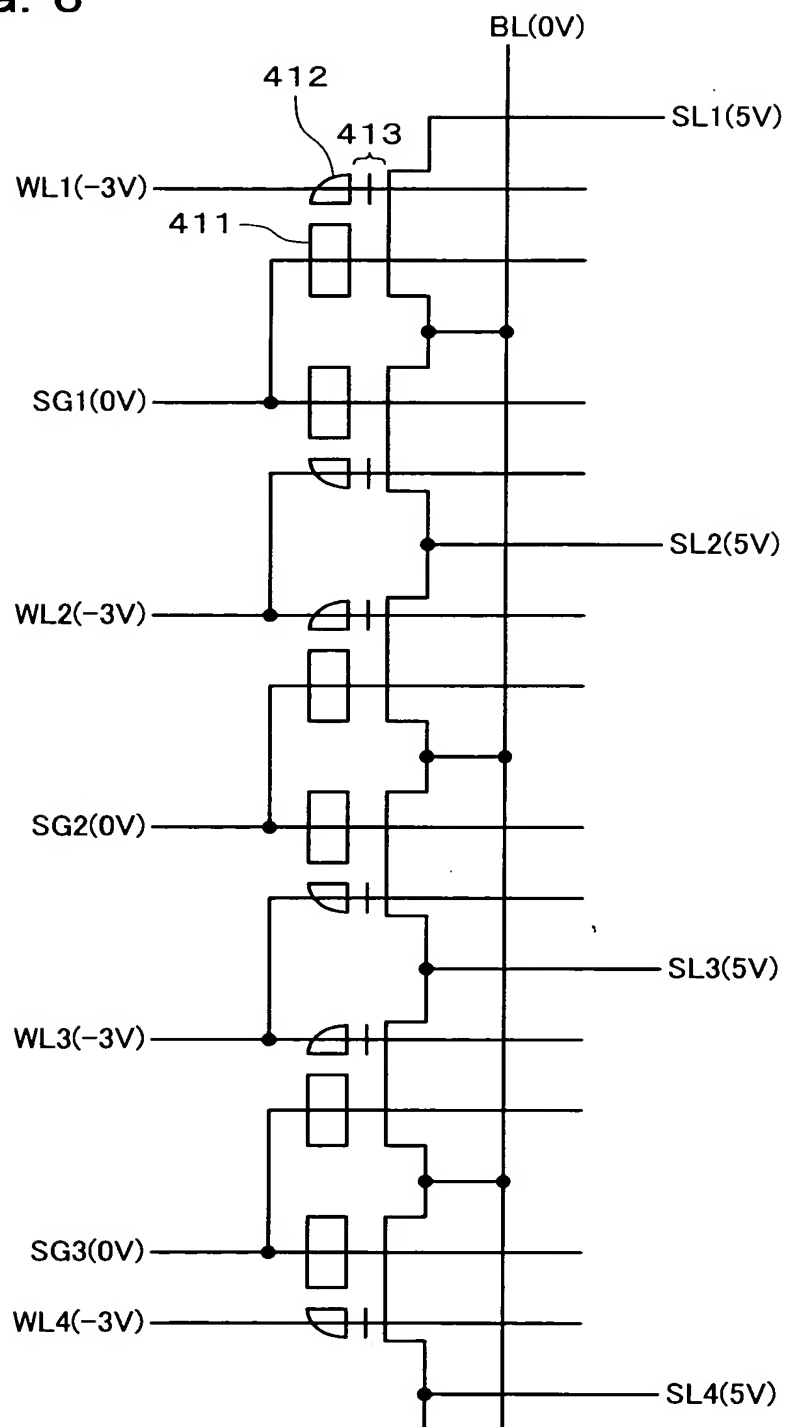 BL(0V)
412
SL1(5V)
413
WL1(-3V)
411
SG1(0V)
SL2(5V)
WL2(-3V)
SG2(0V)
SL3(5V)
WL3(-3V)
SG3(0V)
WL4(-3V)
SL4(5V)